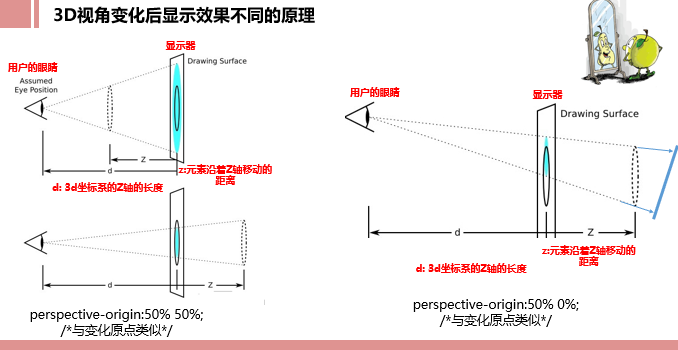 3D视角变化后显示效果不同的原理
显示器
用户的眼睛
Drawing Surface
Assumed
Eye Position
z
d
z:元素沿着Z轴移动的
距离
d: 3d坐标系的Z轴的长度
d
Z
perspective-origin:50% 50%;
/*与变化原点类似*/
用户的眼睛
显示器
Drawing Surface
d
Z
z:元素沿着Z轴移动的
距离
d: 3d坐标系的Z轴的长度
perspective-origin:50% 0%;
/*与变化原点类似*/